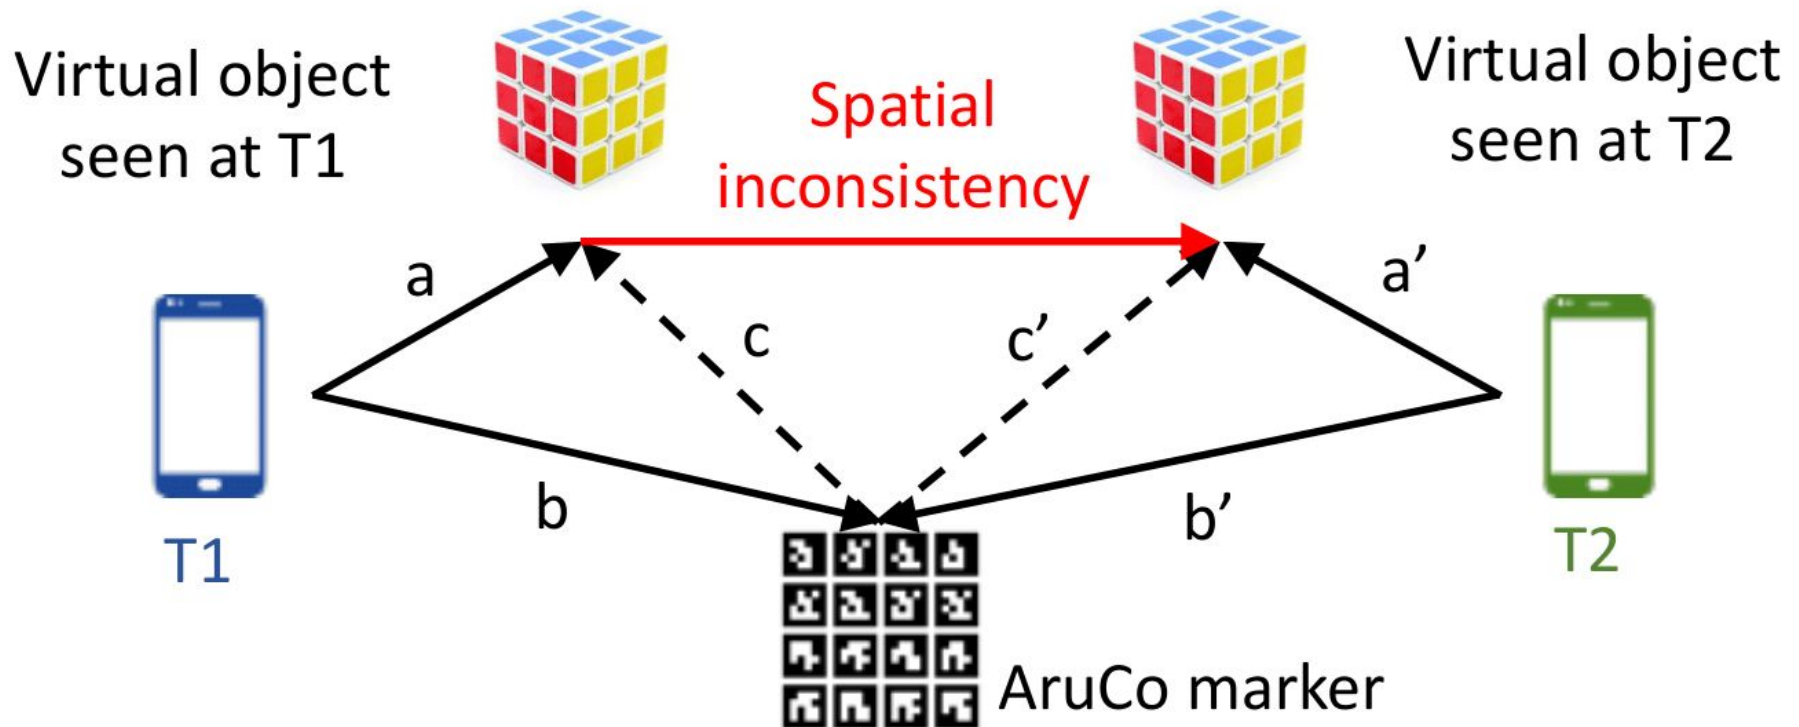 Virtual object
seen at T1
Spatial
inconsistency
Virtual object
seen at T2
a
a’
c
c’
b
b’
T1
T2
AruCo marker